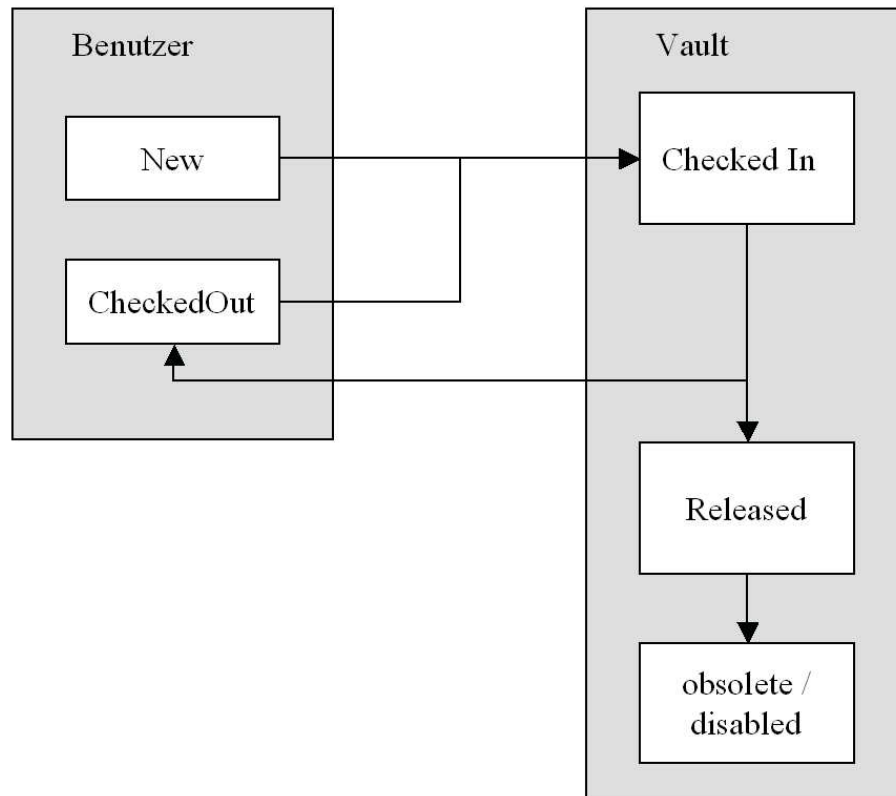 Benutzer
New
CheckedOut
Vault
Checked In
Released
obsolete /
disabled